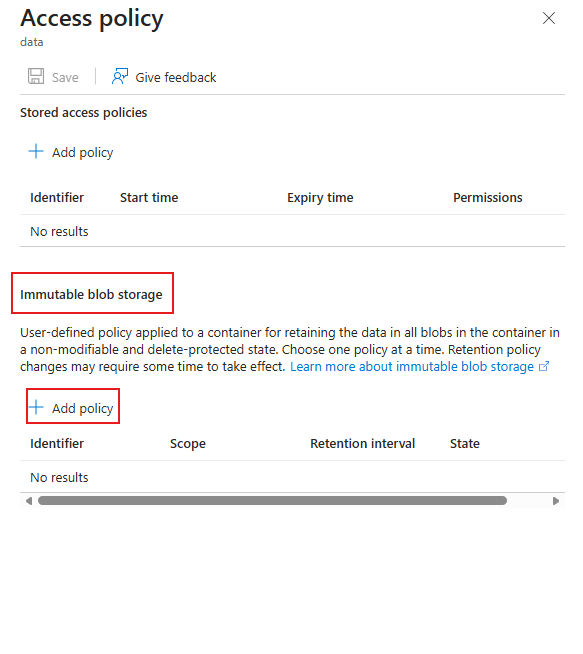 Access policy
data
Save
Give feedback
Stored access policies
Add policy
Identifier Start time Expiry time Permissions
No results
Immutable blob storage
User-defined policy applied to a container for retaining the data in all blobs in the container in
a non-modifiable and delete-protected state. Choose one policy at a time. Retention policy
changes may require some time to take effect. Learn more about immutable blob storage
Add policy
Identifier Scope Retention interval State
No results